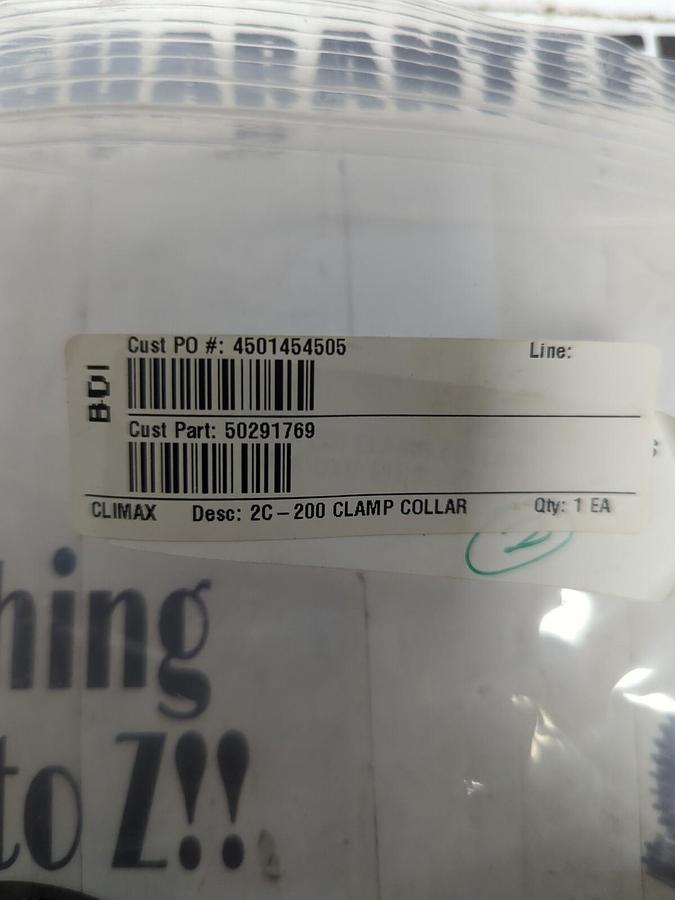 GUARANTEE
Cust PO #: 4501454505 Line:
BDI
Cust Part: 50291769
CLIMAX Desc: 2C-200 CLAMP COLLAR Qty: 1 EA
2
hing
to Z!!